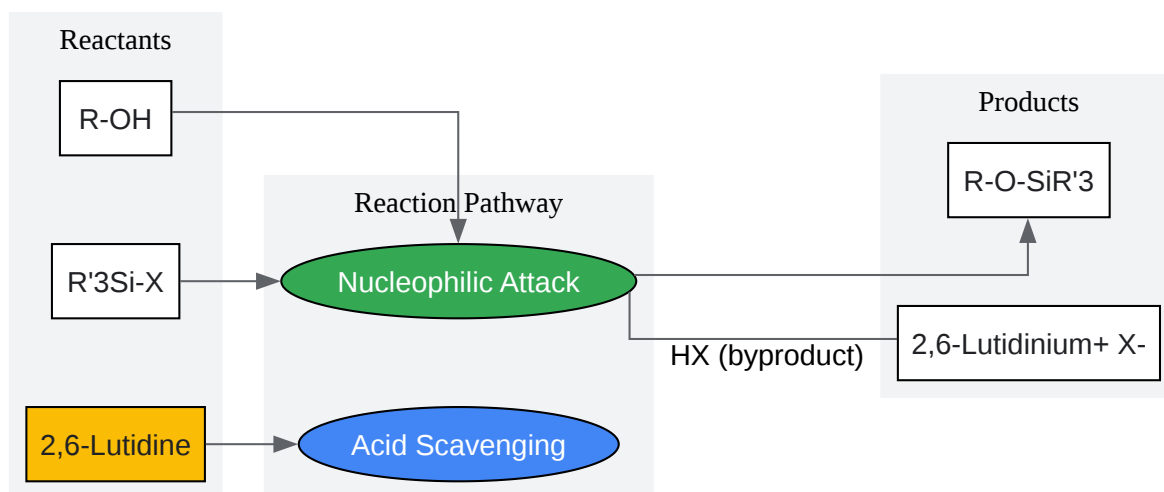 Reactants
R-OH
R'3Si-X
2,6-Lutidine
Reaction Pathway
Nucleophilic Attack
Acid Scavenging
HX (byproduct)
Products
R-O-SiR'3
2,6-Lutidinium+ X-